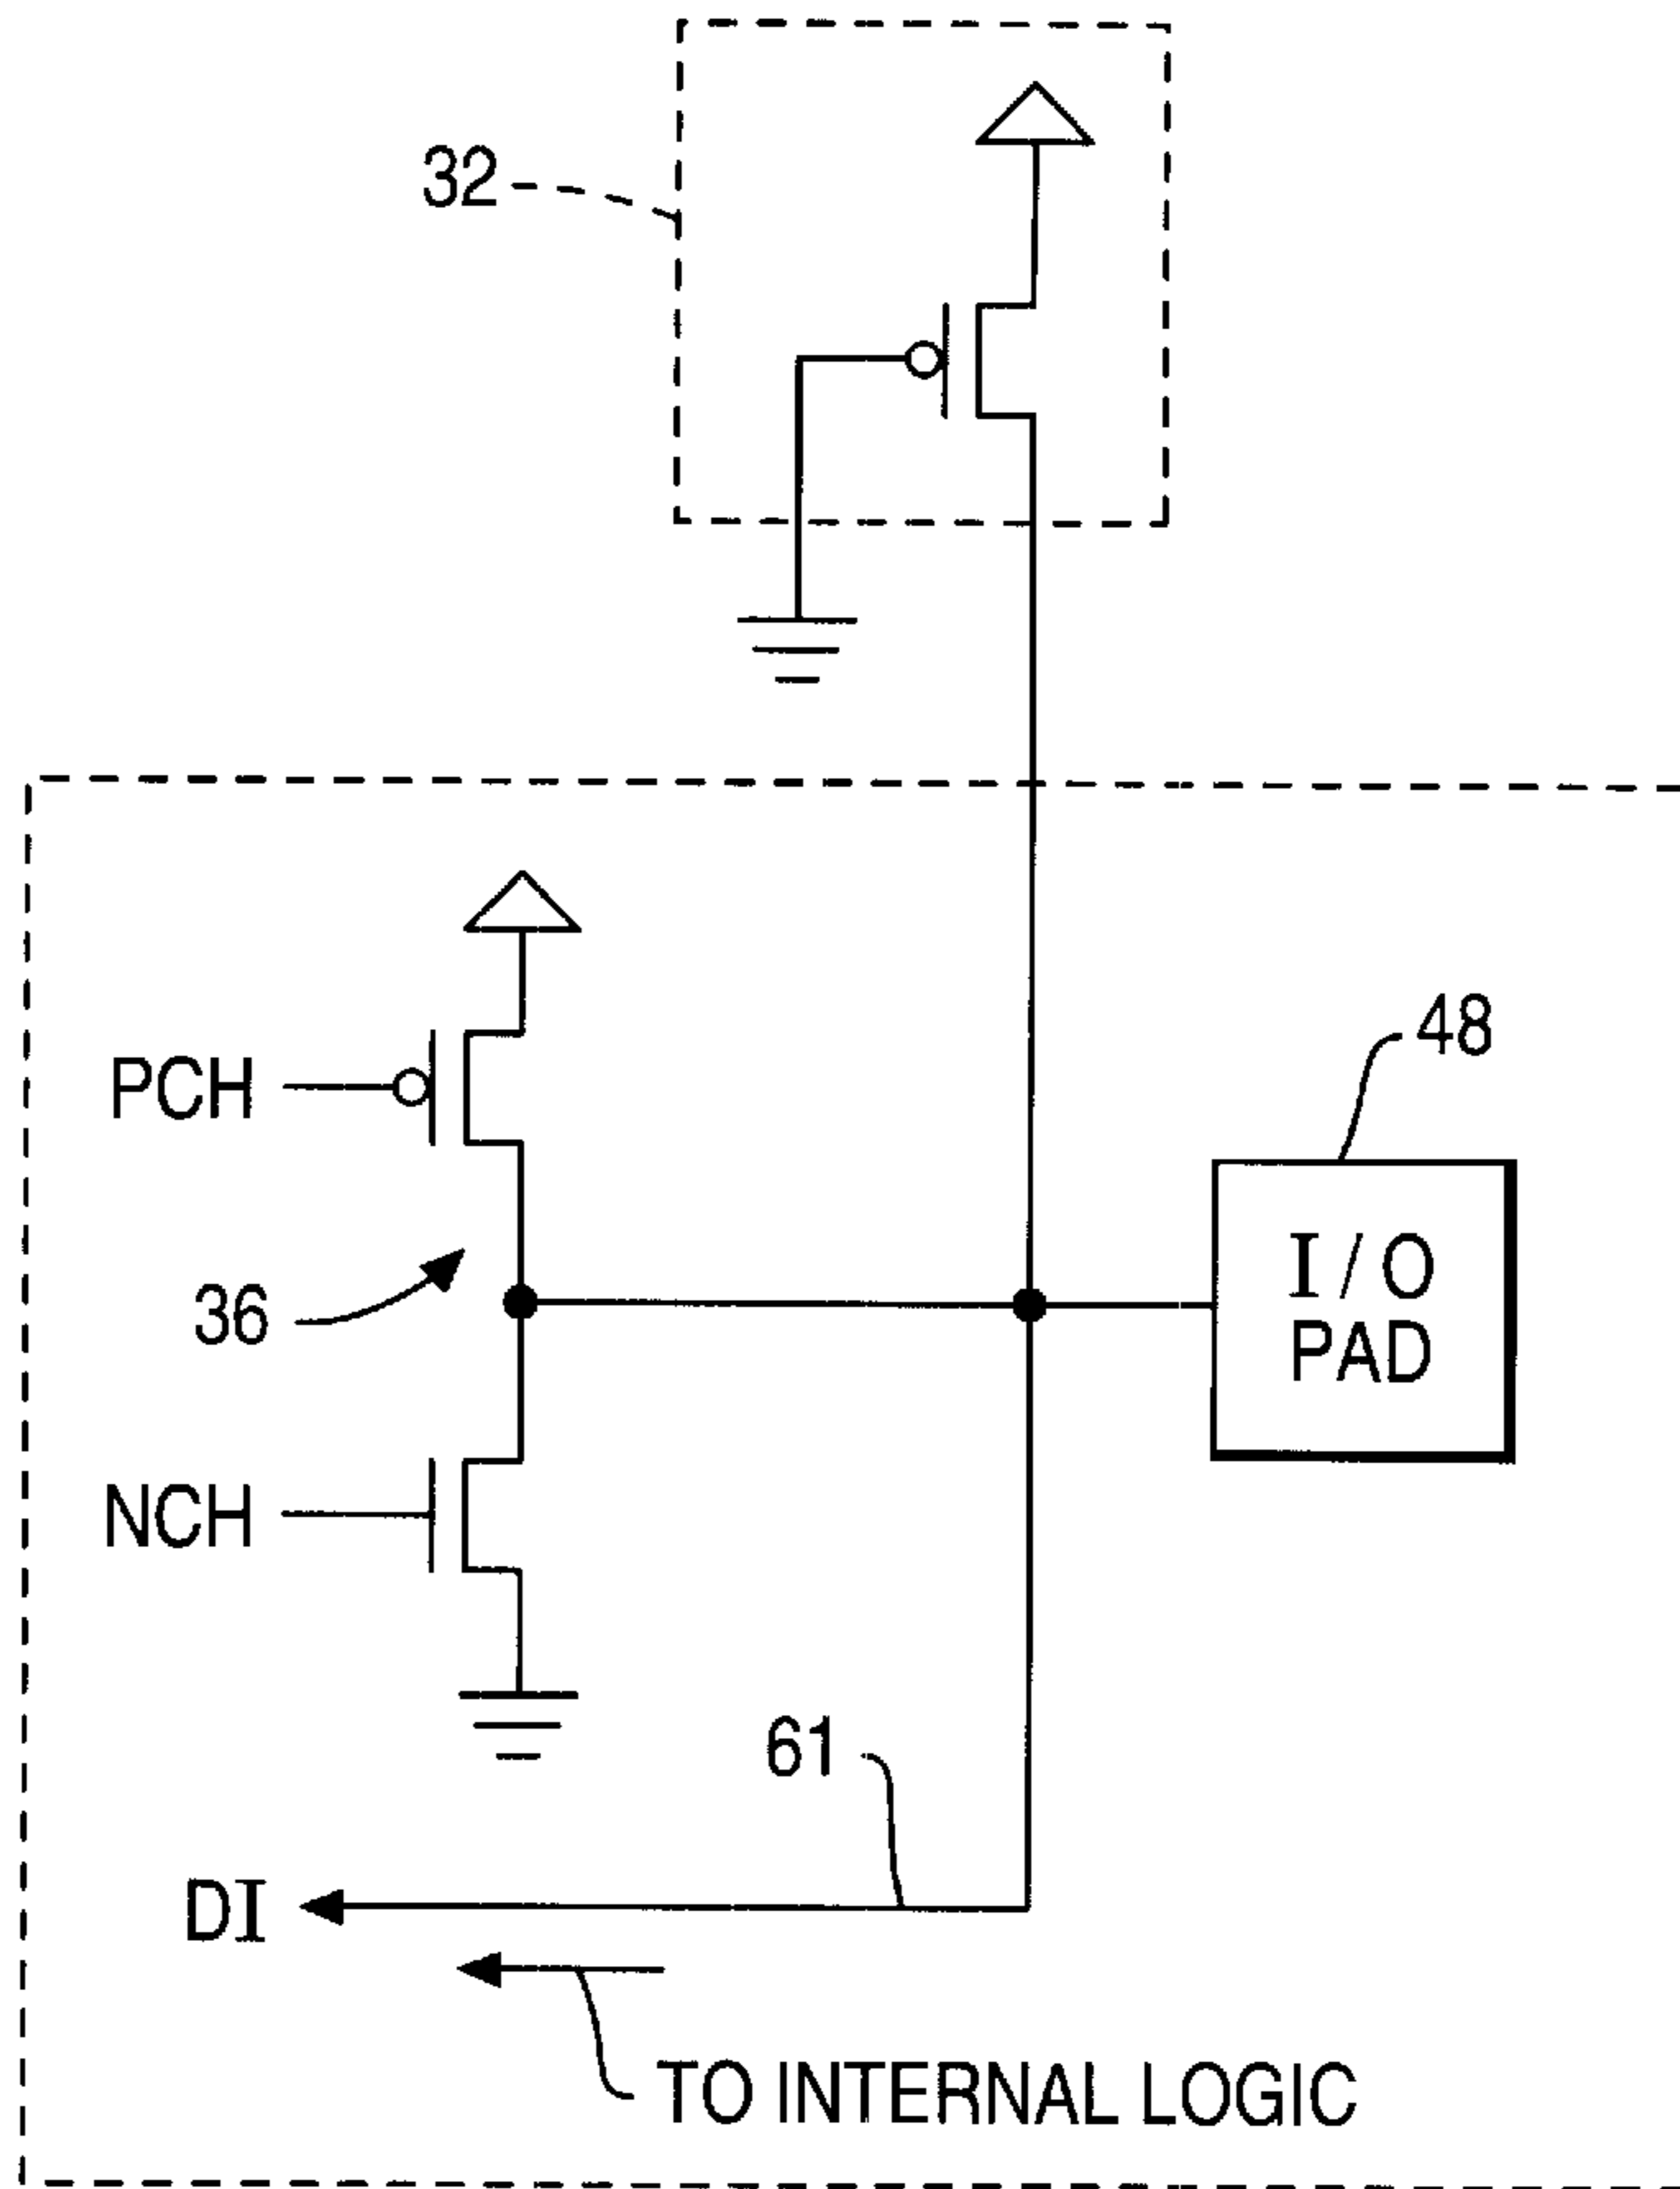 32
48
PCH
I/O
PAD
36
NCH
61
DI
TO INTERNAL LOGIC